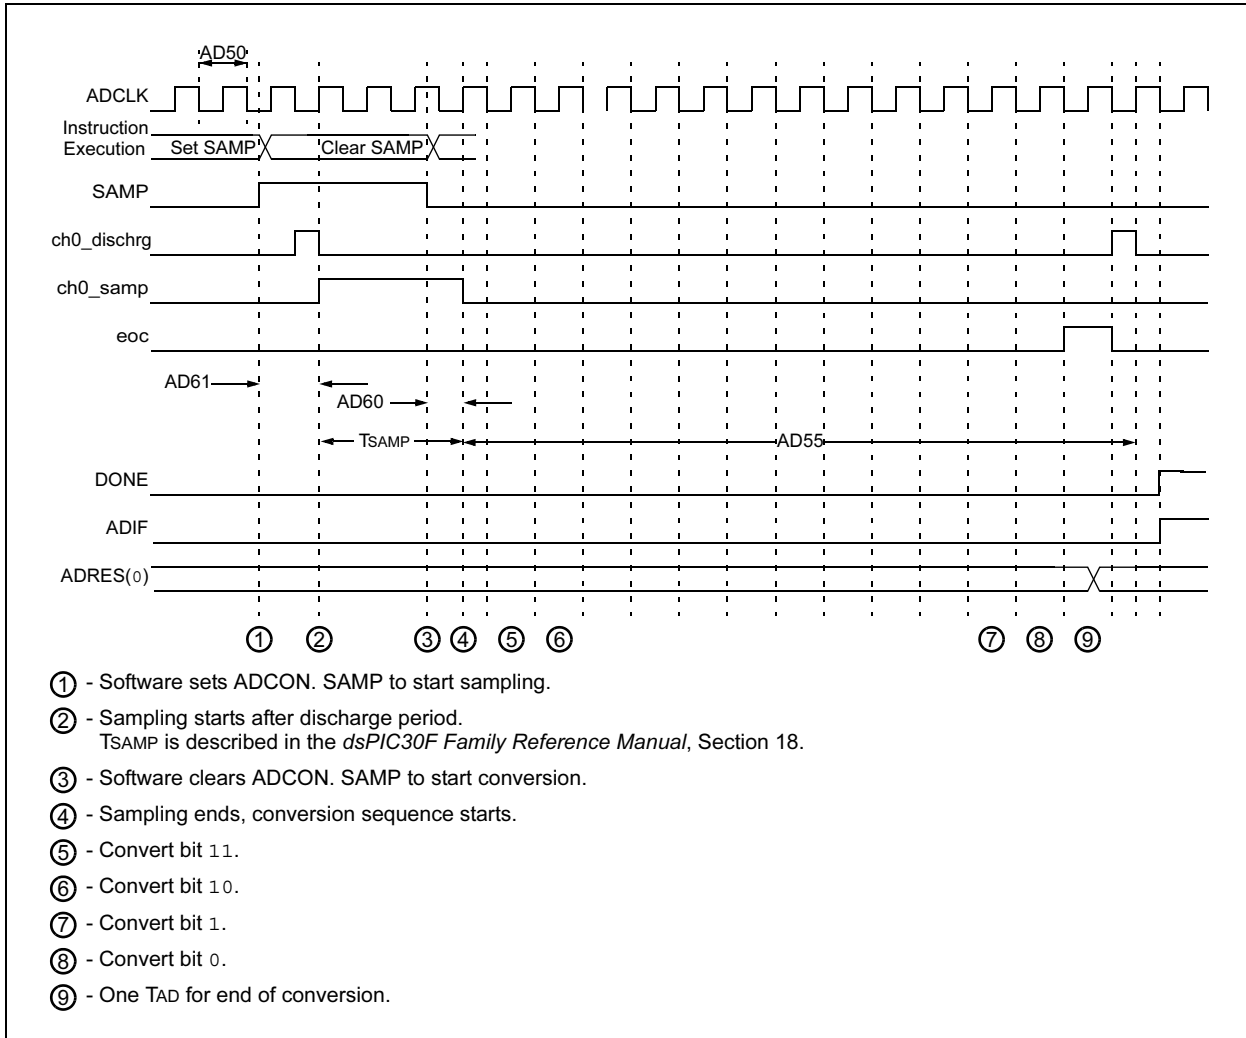 AD50
ADCLK
Instruction
Execution
Set SAMP
Clear SAMP
SAMP
ch0_dischrg
ch0_samp
eoc
AD61
AD60
TSAMP
AD55
DONE
ADIF
ADRES(0)
1 2 3 4 5 6 7 8 9
1 - Software sets ADCON. SAMP to start sampling.
2 - Sampling starts after discharge period.
TSAMP is described in the dsPIC30F Family Reference Manual, Section 18.
3 - Software clears ADCON. SAMP to start conversion.
4 - Sampling ends, conversion sequence starts.
5 - Convert bit 11.
6 - Convert bit 10.
7 - Convert bit 1.
8 - Convert bit 0.
9 - One TAD for end of conversion.